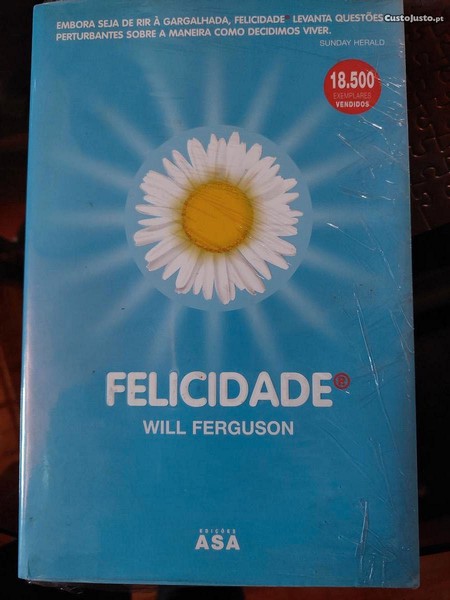 CustoJusto.pt
EMBORA SEJA DE RIR À GARGALHADA, FELICIDADE® LEVANTA QUESTÕES
PERTURBANTES SOBRE A MANEIRA COMO DECIDIMOS VIVER.
SUNDAY HERALD
18.500
EXEMPLARES
VENDIDOS
FELICIDADE®
WILL FERGUSON
EDIÇÕES
ASA